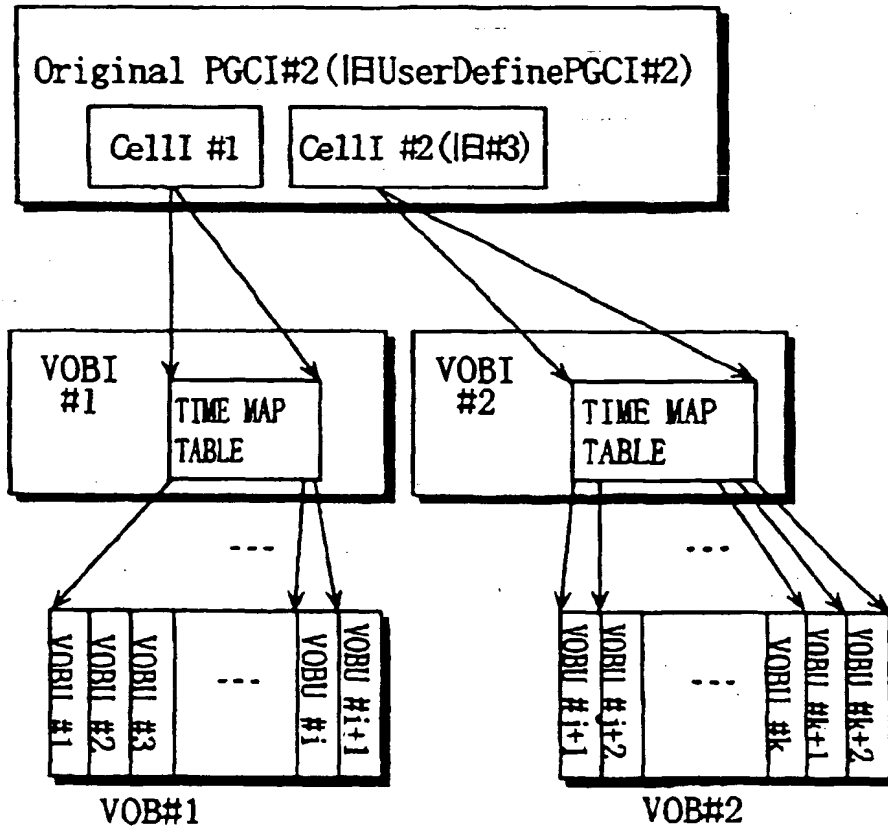 Original PGCI#2(旧UserDefinePGCI#2)
CellI #1
CellI #2(旧#3)
VOBI
#1
TIME MAP
TABLE
VOBI
#2
TIME MAP
TABLE
---
---
VOBU #1
VOBU #2
VOBU #3
---
VOBU #i
VOBU #i+1
VOBU #j+1
VOBU #j+2
---
VOBU #k
VOBU #k+1
VOBU #k+2
VOB#1
VOB#2